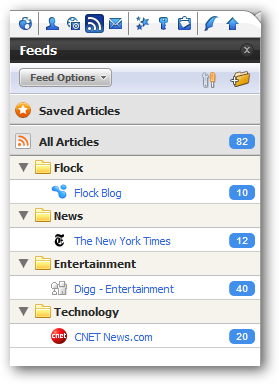 Feeds
Feed Options
Saved Articles
All Articles 82
Flock
Flock Blog 10
News
The New York Times 12
Entertainment
Digg - Entertainment 40
Technology
cnet CNET News.com 20